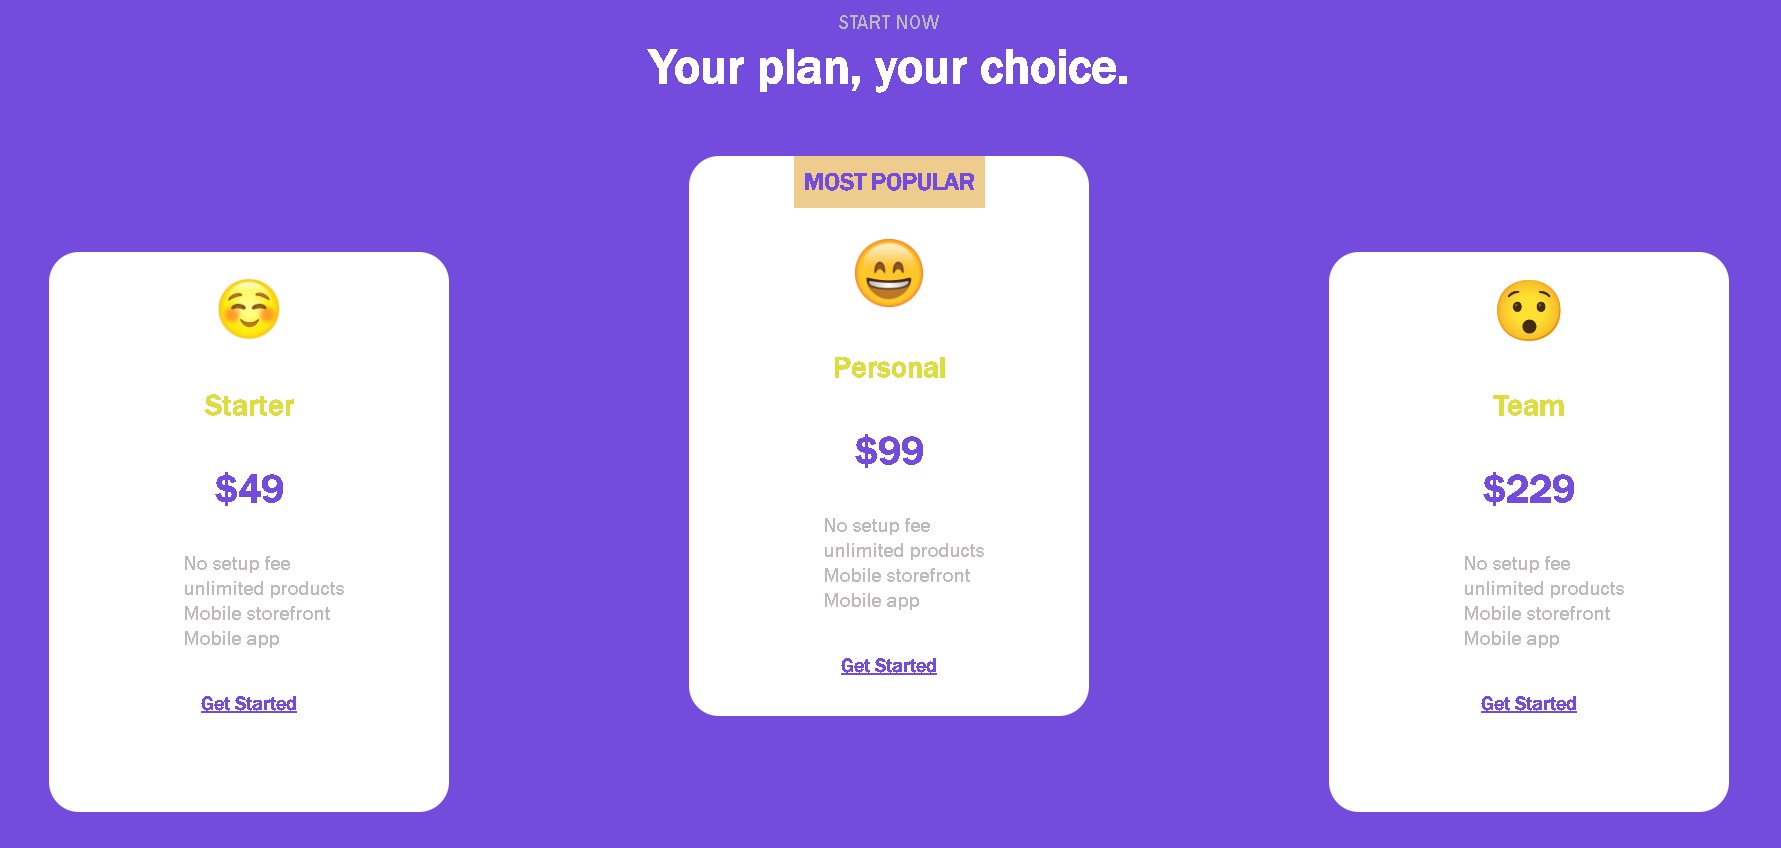 START NOW
Your plan, your choice.
MOST POPULAR
Starter
$49
No setup fee
unlimited products
Mobile storefront
Mobile app
Get Started
Personal
$99
No setup fee
unlimited products
Mobile storefront
Mobile app
Get Started
Team
$229
No setup fee
unlimited products
Mobile storefront
Mobile app
Get Started